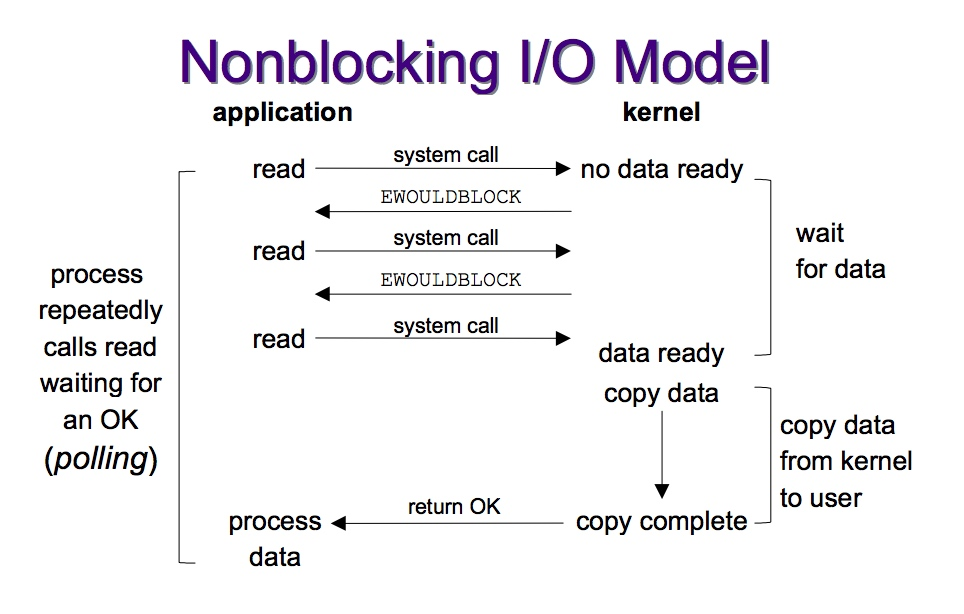 Nonblocking I/O Model
application
kernel
read
system call
no data ready
EWOULDBLOCK
read
system call
EWOULDBLOCK
read
system call
data ready
copy data
return OK
process
data
copy complete
process
repeatedly
calls read
waiting for
an OK
(polling)
wait
for data
copy data
from kernel
to user